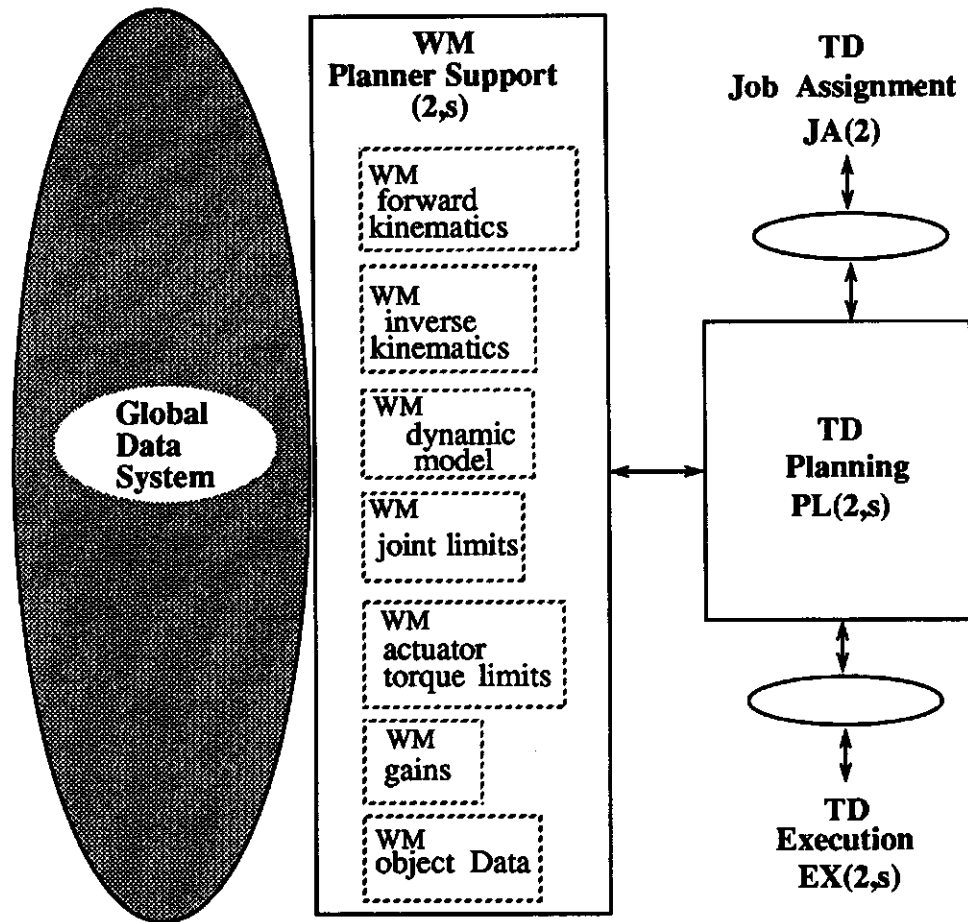 Global
Data
System
WM
Planner Support
(2,s)
WM
forward
kinematics
WM
inverse
kinematics
WM
dynamic
model
WM
joint limits
WM
actuator
torque limits
WM
gains
WM
object Data
TD
Job Assignment
JA(2)
TD
Planning
PL(2,s)
TD
Execution
EX(2,s)